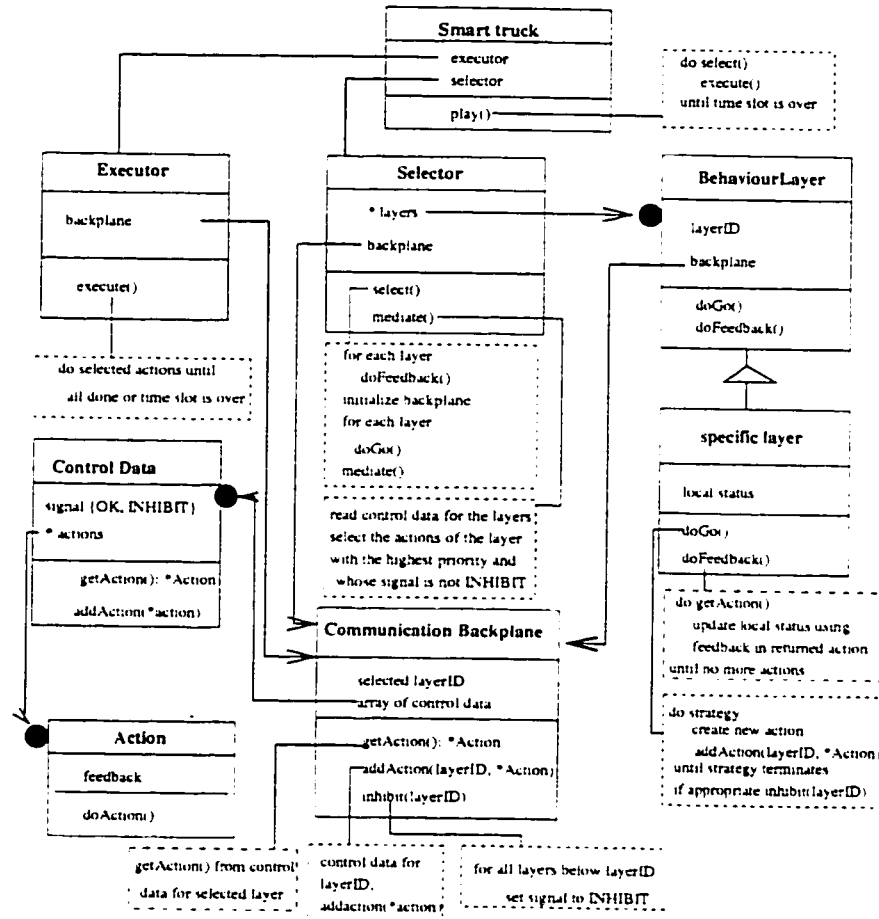 Smart truck
executor
selector
play()
do select()
execute()
until time slot is over
Executor
backplane
execute()
do selected actions until
all done or time slot is over
Selector
* layers
backplane
select()
mediate()
for each layer
doFeedback()
initialize backplane
for each layer
doGo()
mediate()
read control data for the layers
select the actions of the layer
with the highest priority and
whose signal is not INHIBIT
BehaviourLayer
layerID
backplane
doGo()
doFeedback()
specific layer
local status
doGo()
doFeedback()
do getAction()
update local status using
feedback in returned action
until no more actions
do strategy
create new action
addAction(layerID, *Action)
until strategy terminates
if appropriate inhibit(layerID)
Control Data
signal {OK, INHIBIT}
* actions
getAction(): *Action
addAction(*action)
Action
feedback
doAction()
Communication Backplane
selected layerID
array of control data
getAction(): *Action
addAction(layerID, *Action)
inhibit(layerID)
getAction() from control
data for selected layer
control data for
layerID,
addaction(*action)
for all layers below layerID
set signal to INHIBIT